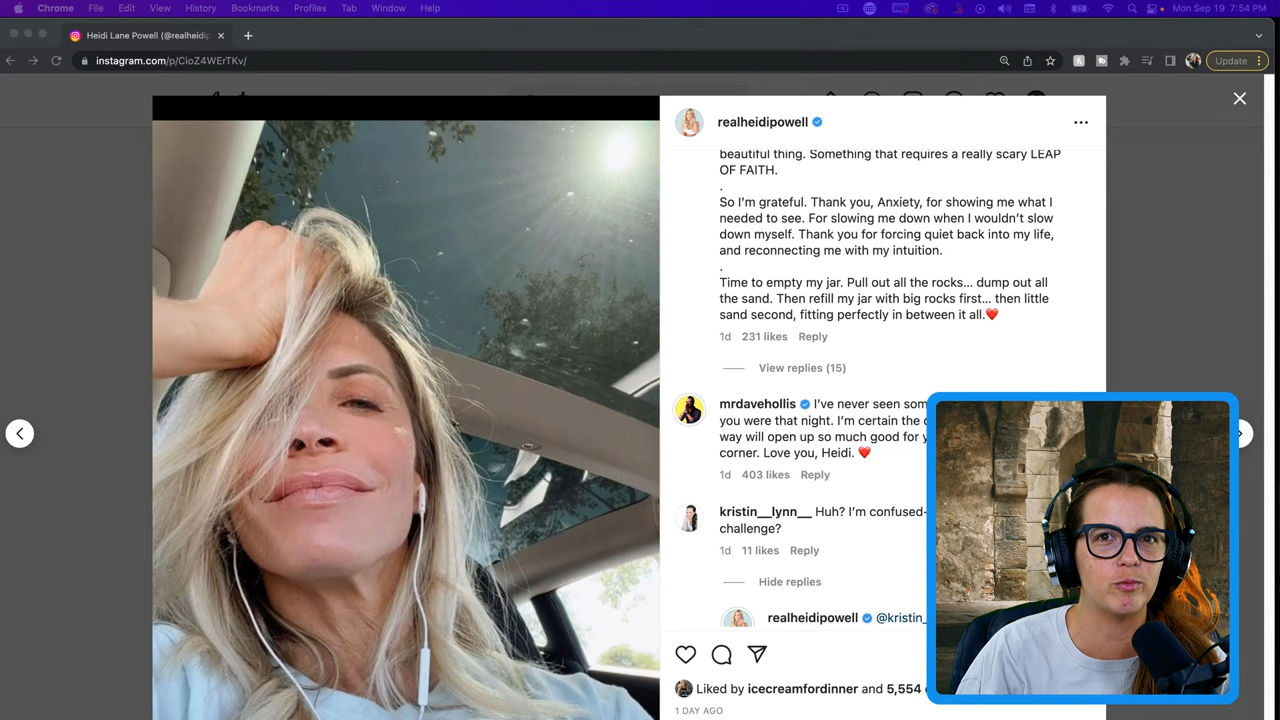 Chrome File Edit View History Bookmarks Profiles Tab Window Help Mon Sep 19 7:54 PM
Heidi Lane Powell (@realheidip
instagram.com/p/CioZ4WErTKv/ Update
realheidipowell
beautiful thing. Something that requires a really scary LEAP
OF FAITH.
.
So I'm grateful. Thank you, Anxiety, for showing me what I
needed to see. For slowing me down when I wouldn't slow
down myself. Thank you for forcing quiet back into my life,
and reconnecting me with my intuition.
.
Time to empty my jar. Pull out all the rocks... dump out all
the sand. Then refill my jar with big rocks first... then little
sand second, fitting perfectly in between it all.❤️
1d 231 likes Reply
View replies (15)
mrdavehollis I've never seen som
you were that night. I'm certain the
way will open up so much good for y
corner. Love you, Heidi. ❤️
1d 403 likes Reply
kristin__lynn__ Huh? I'm confused-
challenge?
1d 11 likes Reply
Hide replies
realheidipowell @kristin_
Liked by icecreamfordinner and 5,554
1 DAY AGO